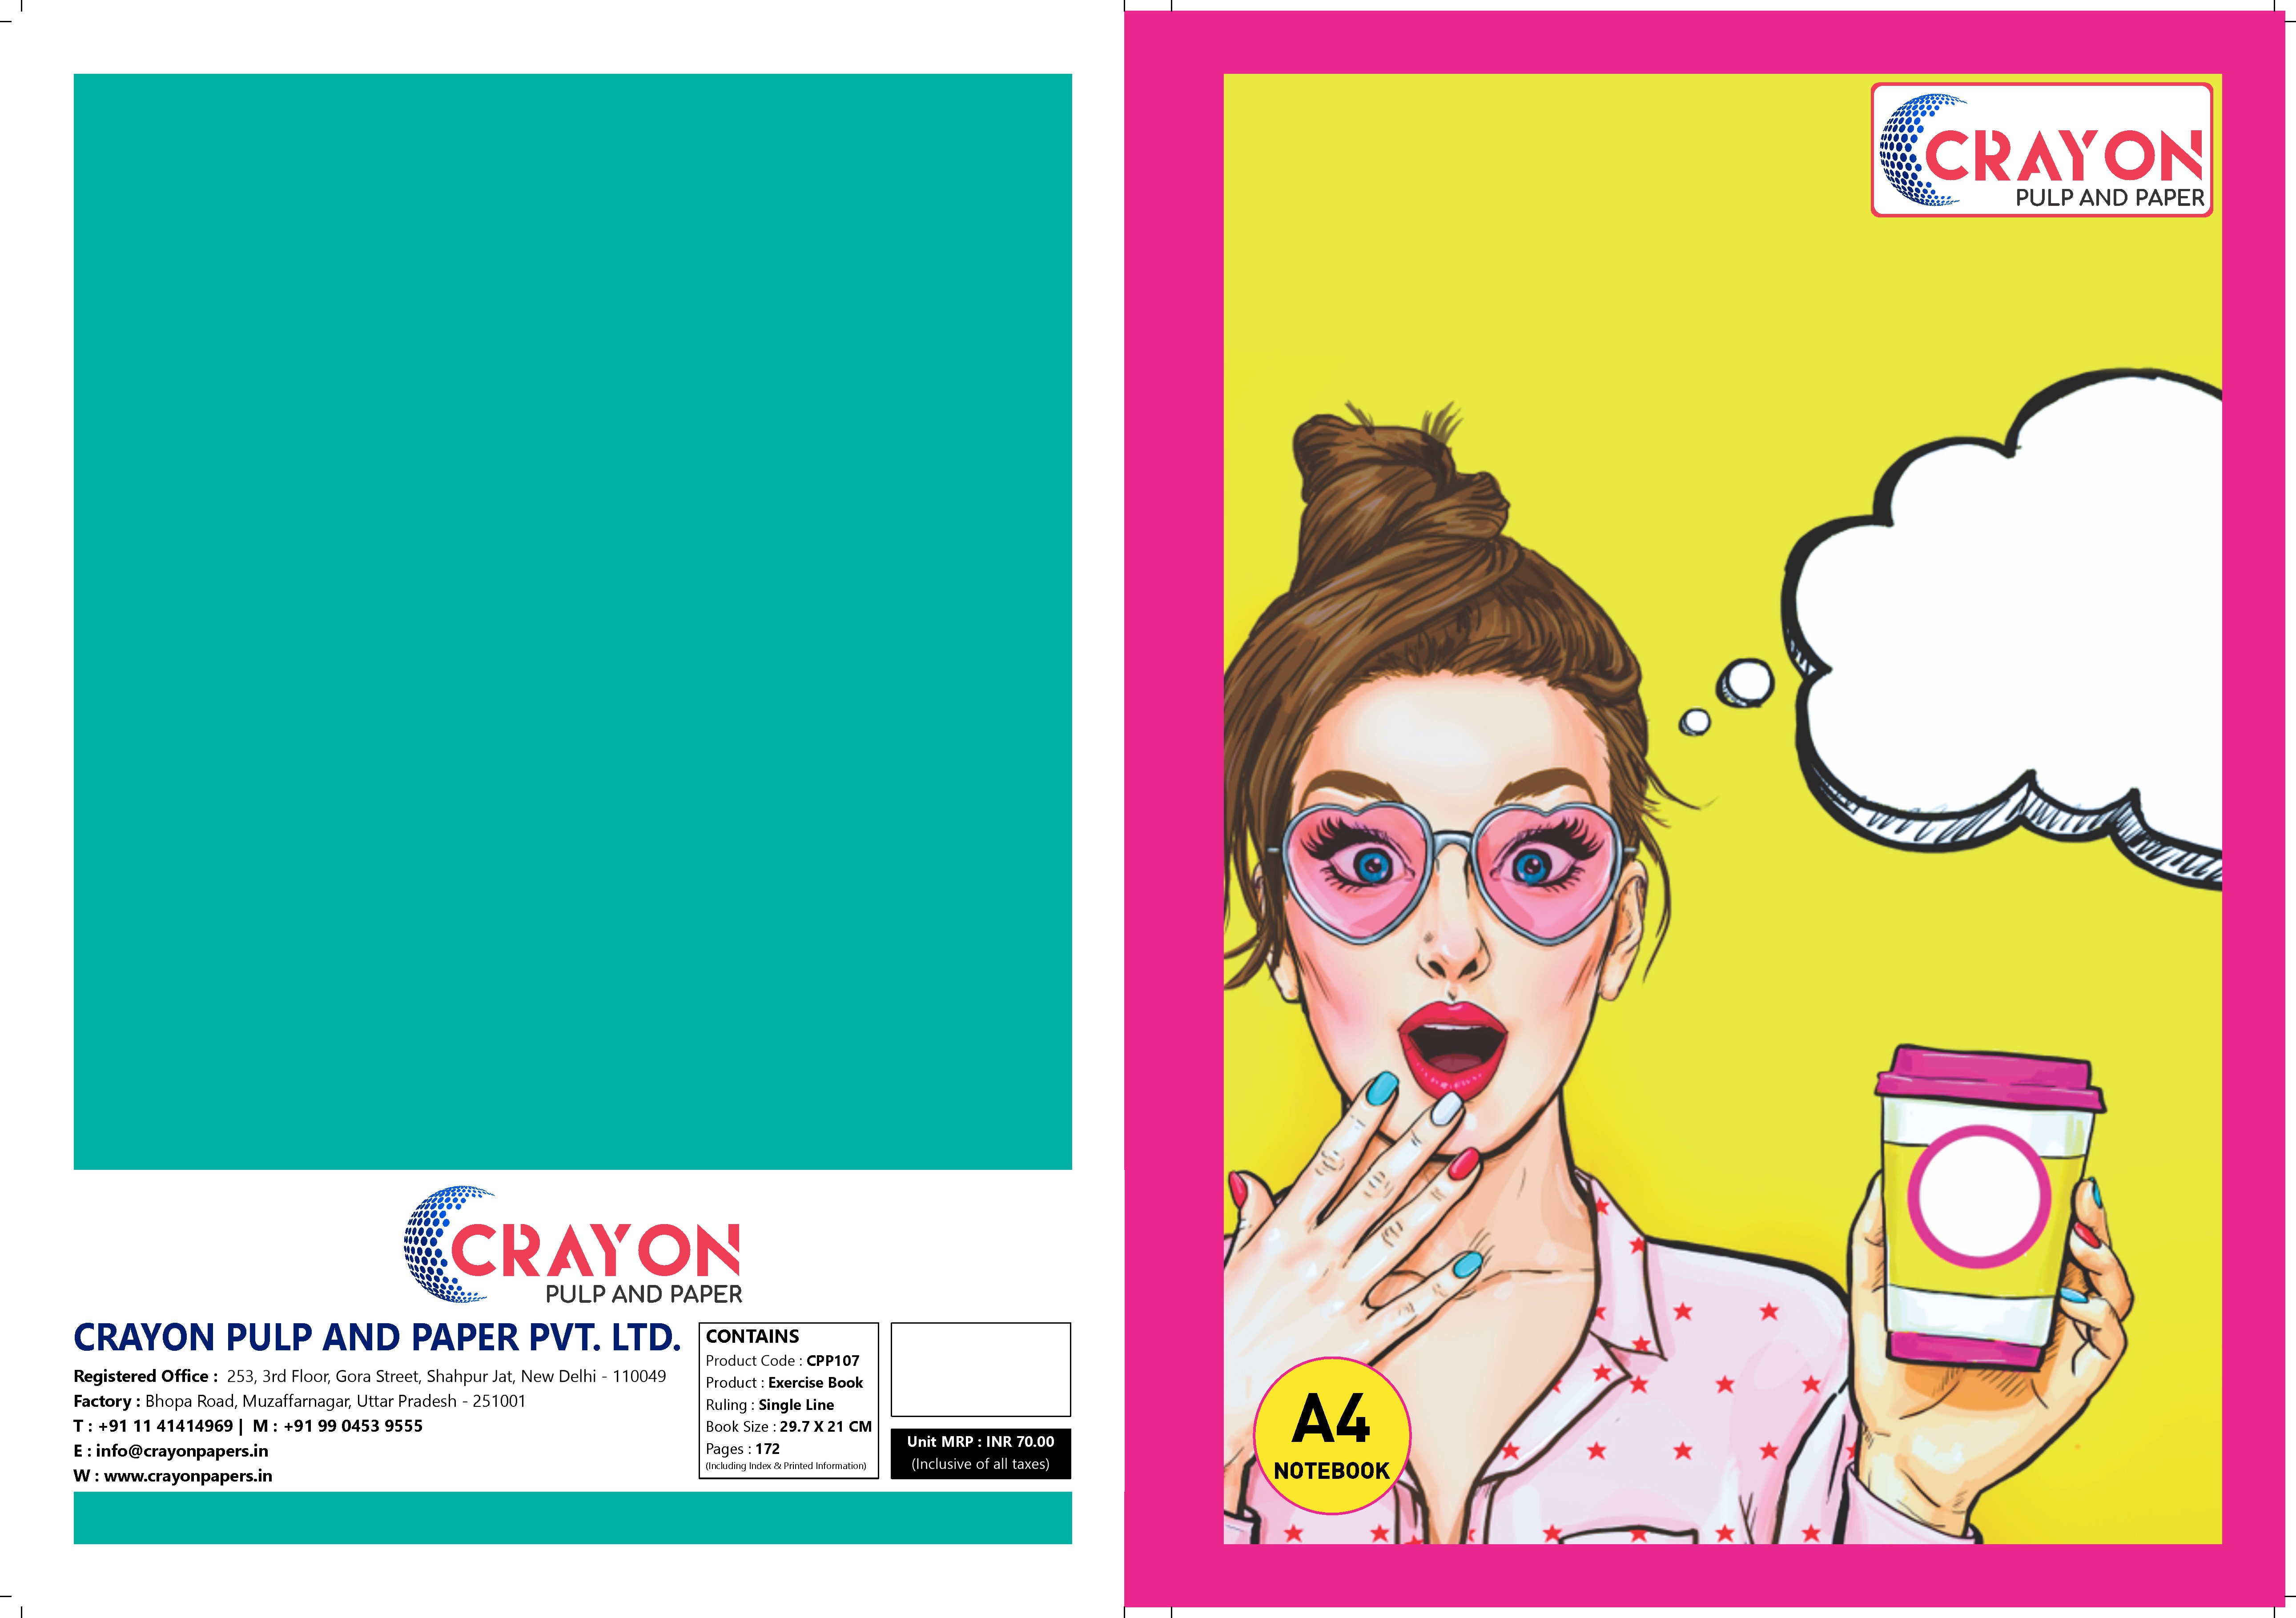 CRAYON
PULP AND PAPER
CRAYON PULP AND PAPER PVT. LTD.
Registered Office : 253, 3rd Floor, Gora Street, Shahpur Jat, New Delhi - 110049
Factory : Bhopa Road, Muzaffarnagar, Uttar Pradesh - 251001
T : +91 11 41414969 | M : +91 99 0453 9555
E : info@crayonpapers.in
W : www.crayonpapers.in
CONTAINS
Product Code : CPP107
Product : Exercise Book
Ruling : Single Line
Book Size : 29.7 X 21 CM
Pages : 172
(Including Index & Printed Information)
Unit MRP : INR 70.00
(Inclusive of all taxes)
CRAYON
PULP AND PAPER
A4
NOTEBOOK